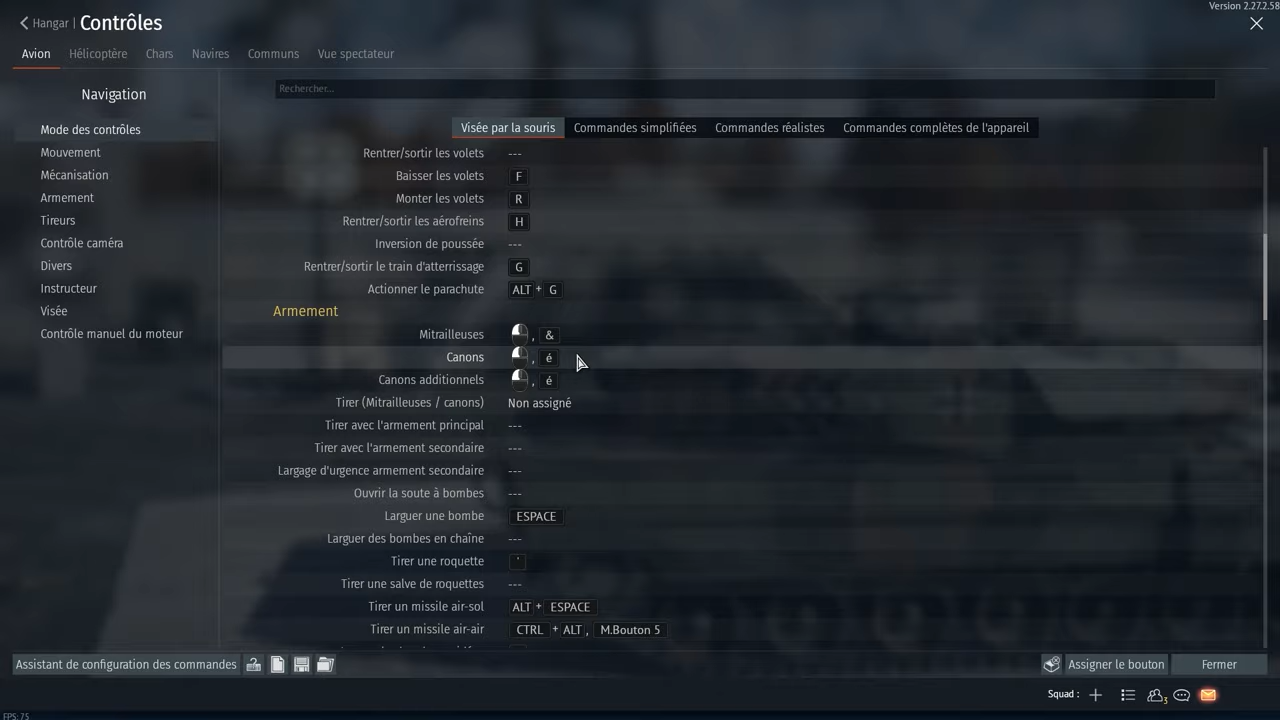 Version 2.27.2.58
Hangar | Contrôles
Avion Hélicoptère Chars Navires Communs Vue spectateur
Navigation
Mode des contrôles
Mouvement
Mécanisation
Armement
Tireurs
Contrôle caméra
Divers
Instructeur
Visée
Contrôle manuel du moteur
Rechercher...
Visée par la souris Commandes simplifiées Commandes réalistes Commandes complètes de l'appareil
Rentrer/sortir les volets ---
Baisser les volets F
Monter les volets R
Rentrer/sortir les aérofreins H
Inversion de poussée ---
Rentrer/sortir le train d'atterrissage G
Actionner le parachute ALT + G
Armement
Mitrailleuses , &
Canons , é
Canons additionnels , é
Tirer (Mitrailleuses / canons) Non assigné
Tirer avec l'armement principal ---
Tirer avec l'armement secondaire ---
Largage d'urgence armement secondaire ---
Ouvrir la soute à bombes ---
Larguer une bombe ESPACE
Larguer des bombes en chaîne ---
Tirer une roquette '
Tirer une salve de roquettes ---
Tirer un missile air-sol ALT + ESPACE
Tirer un missile air-air CTRL + ALT , M.Bouton 5
Assistant de configuration des commandes
Assigner le bouton Fermer
Squad : + 3
FPS: 75